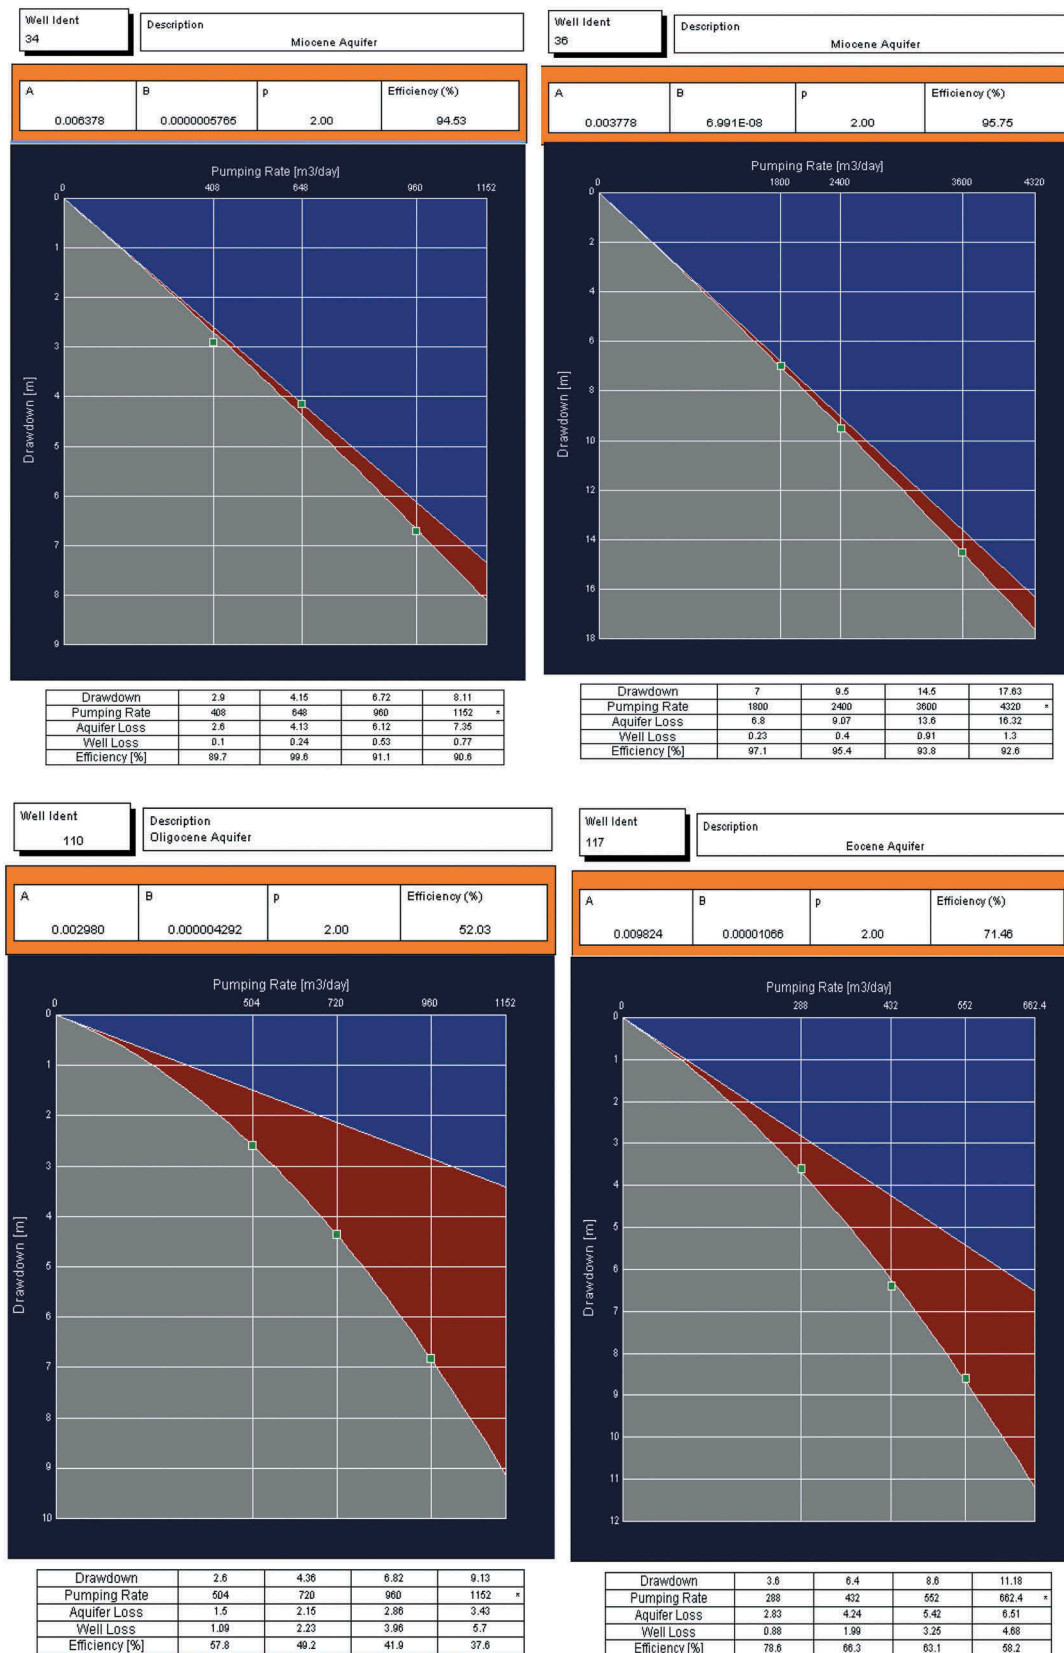 Well Ident
34
Description
Miocene Aquifer
A B p Efficiency (%)
0.006378 0.0000005765 2.00 94.53
Pumping Rate [m3/day]
0 408 648 960 1152
0
1
2
3
4
5
6
7
8
9
Drawdown [m]
Drawdown 2.9 4.15 6.72 8.11
Pumping Rate 408 648 960 1152 *
Aquifer Loss 2.6 4.13 6.12 7.35
Well Loss 0.1 0.24 0.53 0.77
Efficiency [%] 89.7 99.6 91.1 90.6
Well Ident
36
Description
Miocene Aquifer
A B p Efficiency (%)
0.003778 6.991E-08 2.00 95.75
Pumping Rate [m3/day]
0 1800 2400 3600 4320
0
2
4
6
8
10
12
14
16
18
Drawdown [m]
Drawdown 7 9.5 14.5 17.63
Pumping Rate 1800 2400 3600 4320 *
Aquifer Loss 6.8 9.07 13.6 16.32
Well Loss 0.23 0.4 0.91 1.3
Efficiency [%] 97.1 95.4 93.8 92.6
Well Ident
110
Description
Oligocene Aquifer
A B p Efficiency (%)
0.002980 0.000004292 2.00 52.03
Pumping Rate [m3/day]
0 504 720 960 1152
0
1
2
3
4
5
6
7
8
9
10
Drawdown [m]
Drawdown 2.6 4.36 6.82 9.13
Pumping Rate 504 720 960 1152 *
Aquifer Loss 1.5 2.15 2.86 3.43
Well Loss 1.09 2.23 3.96 5.7
Efficiency [%] 57.8 49.2 41.9 37.6
Well Ident
117
Description
Eocene Aquifer
A B p Efficiency (%)
0.009824 0.00001066 2.00 71.46
Pumping Rate [m3/day]
0 288 432 552 662.4
0
1
2
3
4
5
6
7
8
9
10
11
12
Drawdown [m]
Drawdown 3.6 6.4 8.6 11.18
Pumping Rate 288 432 552 662.4 *
Aquifer Loss 2.83 4.24 5.42 6.51
Well Loss 0.88 1.99 3.25 4.68
Efficiency [%] 78.6 66.3 63.1 58.2